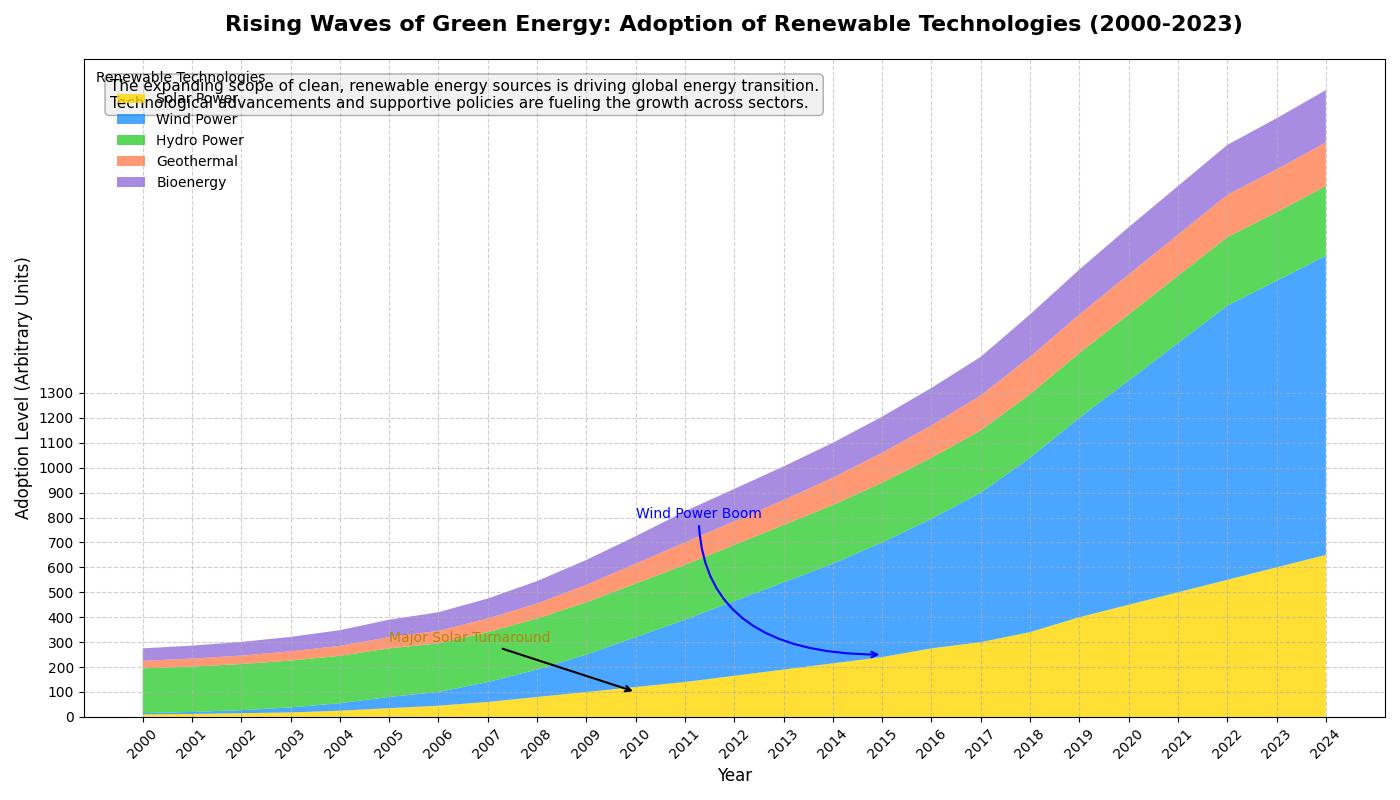 Rising Waves of Green Energy: Adoption of Renewable Technologies (2000-2023)
Renewable Technologies
The expanding scope of clean, renewable energy sources is driving global energy transition.
Technological advancements and supportive policies are fueling the growth across sectors.
Solar Power
Wind Power
Hydro Power
Geothermal
Bioenergy
Adoption Level (Arbitrary Units)
1300
1200
1100
1000
900
800
700
600
500
400
300
200
100
0
Wind Power Boom
Major Solar Turnaround
2000 2001 2002 2003 2004 2005 2006 2007 2008 2009 2010 2011 2012 2013 2014 2015 2016 2017 2018 2019 2020 2021 2022 2023 2024
Year